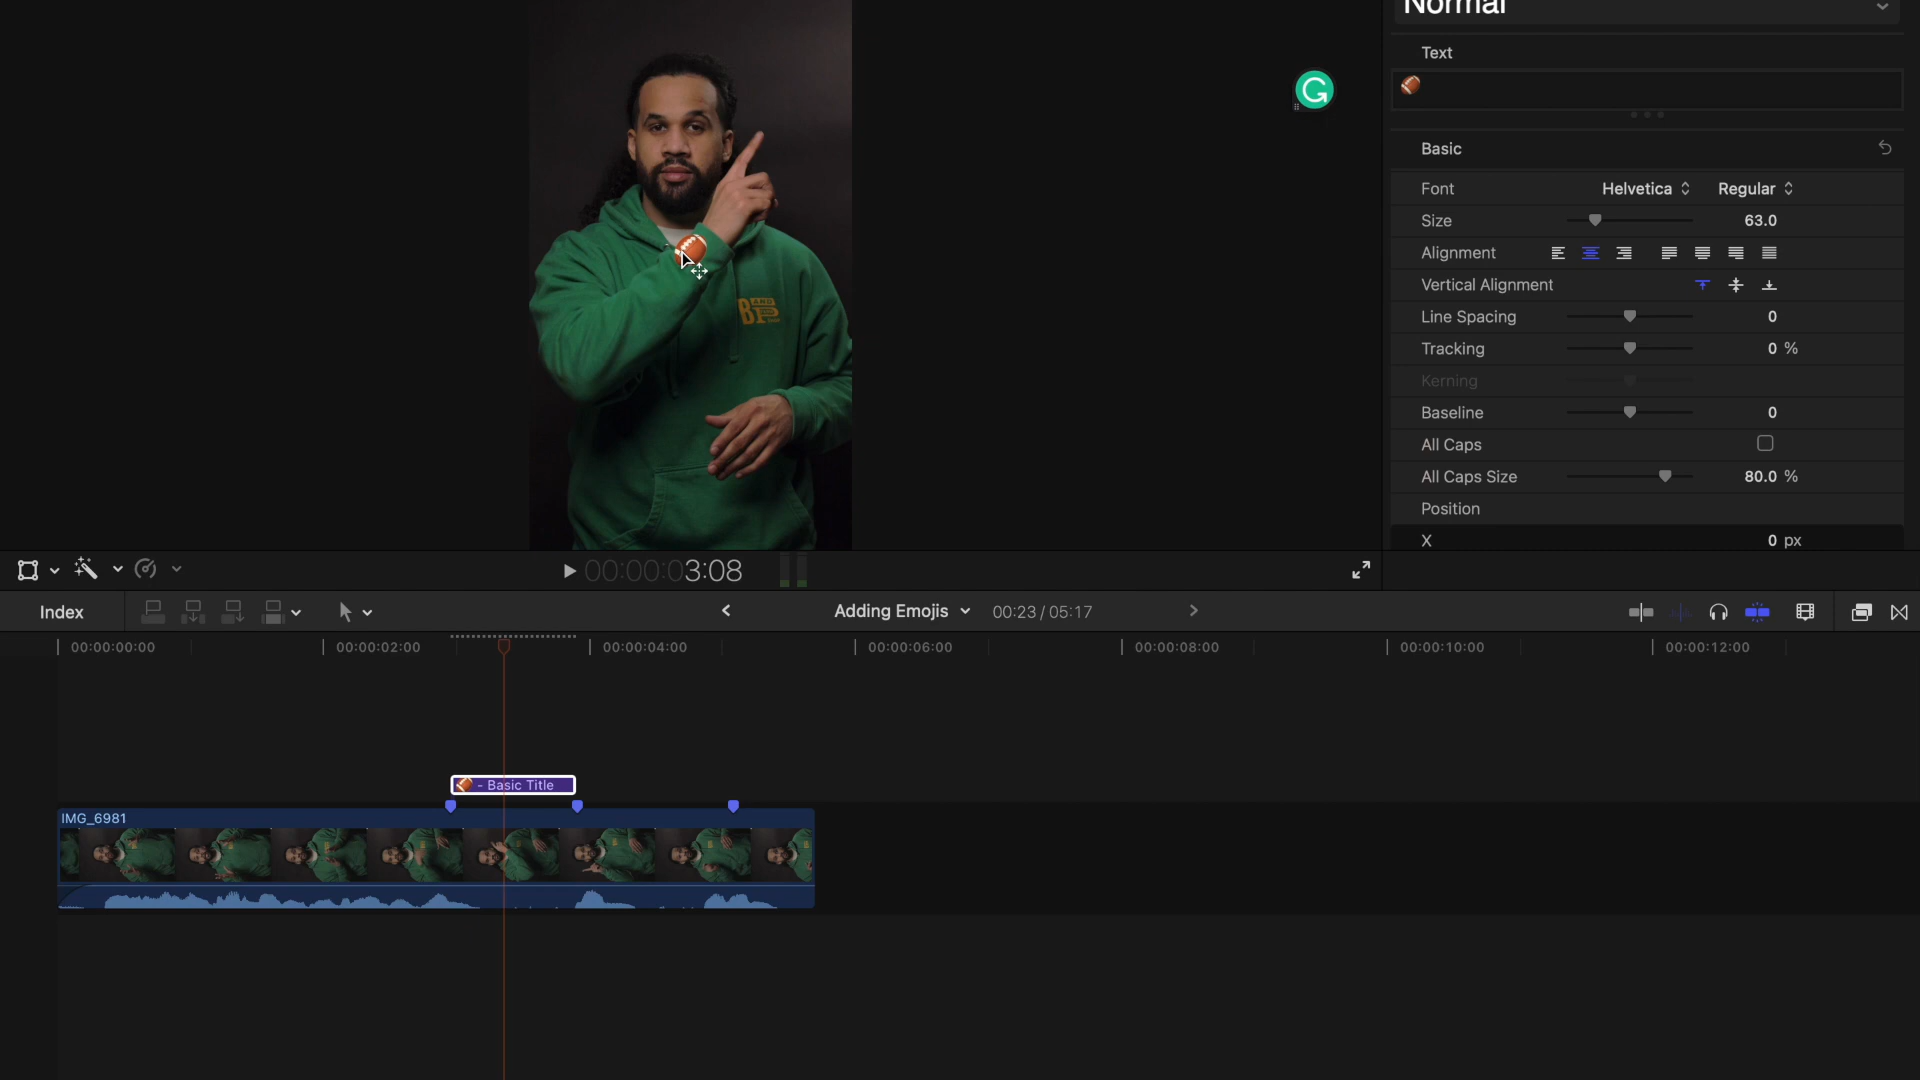 Normal
Text
🏈
G
Basic
Font Helvetica Regular
Size 63.0
Alignment
Vertical Alignment
Line Spacing 0
Tracking 0 %
Kerning
Baseline 0
All Caps
All Caps Size 80.0 %
Position
X 0 px
B AND P
00:00:03:08
Index
Adding Emojis 00:23 / 05:17
00:00:00:00 00:00:02:00 00:00:04:00 00:00:06:00 00:00:08:00 00:00:10:00 00:00:12:00
🏈 - Basic Title
IMG_6981